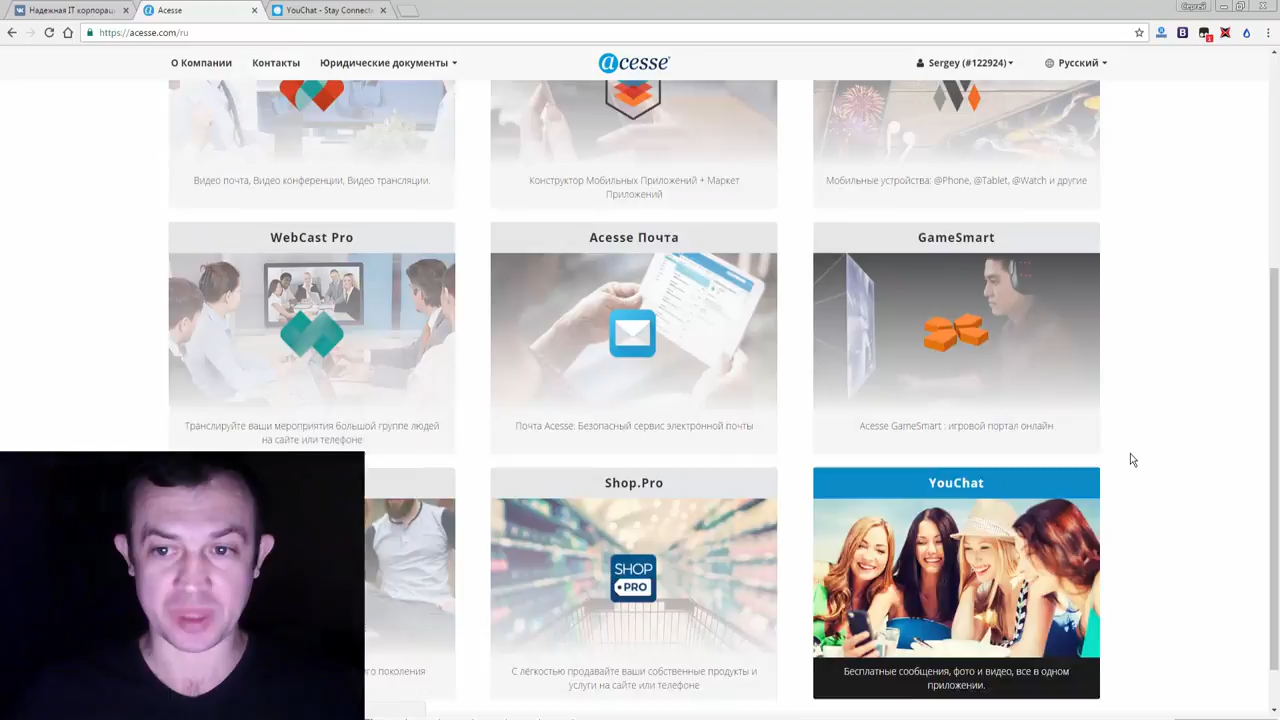 Надежная IT корпорац
Acesse
YouChat - Stay Connect
Сергей
https://acesse.com/ru
О Компании
Контакты
Юридические документы
acesse
Sergey (#122924)
Русский
Видео почта, Видео конференции, Видео трансляции.
Конструктор Мобильных Приложений + Маркет
Приложений
Мобильные устройства: @Phone, @Tablet, @Watch и другие
WebCast Pro
Acesse Почта
GameSmart
Транслируйте ваши мероприятия большой группе людей
на сайте или телефоне
Почта Acesse: Безопасный сервис электронной почты
Acesse GameSmart : игровой портал онлайн
Shop.Pro
YouChat
SHOP
PRO
поколения
С лёгкостью продавайте ваши собственные продукты и
услуги на сайте или телефоне
Бесплатные сообщения, фото и видео, все в одном
приложении.